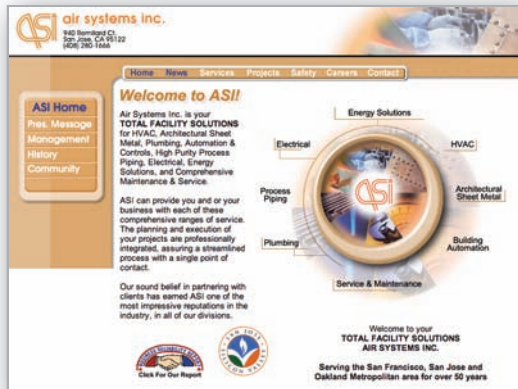 ASI air systems inc.
940 Remillard Ct.
San Jose, CA 95122
(408) 280-1666
Home News Services Projects Safety Careers Contact
ASI Home
Pres. Message
Management
History
Community
Welcome to ASI!
Air Systems Inc. is your
TOTAL FACILITY SOLUTIONS
for HVAC, Architectural Sheet
Metal, Plumbing, Automation &
Controls, High Purity Process
Piping, Electrical, Energy
Solutions, and Comprehensive
Maintenance & Service.
ASI can provide you and or your
business with each of these
comprehensive ranges of service.
The planning and execution of
your projects are professionally
integrated, assuring a streamlined
process with a single point of
contact.
Our sound belief in partnering with
clients has earned ASI one of the
most impressive reputations in the
industry, in all of our divisions.
Energy Solutions
Electrical
HVAC
Process
Piping
ASI
Architectural
Sheet Metal
Plumbing
Building
Automation
Service & Maintenance
BUSINESS RELIABILITY REPORT
Click For Our Report
SAN JOSE
SILICON VALLEY
Welcome to your
TOTAL FACILITY SOLUTIONS
AIR SYSTEMS INC.
Serving the San Francisco, San Jose and
Oakland Metropolitan area for over 50 years